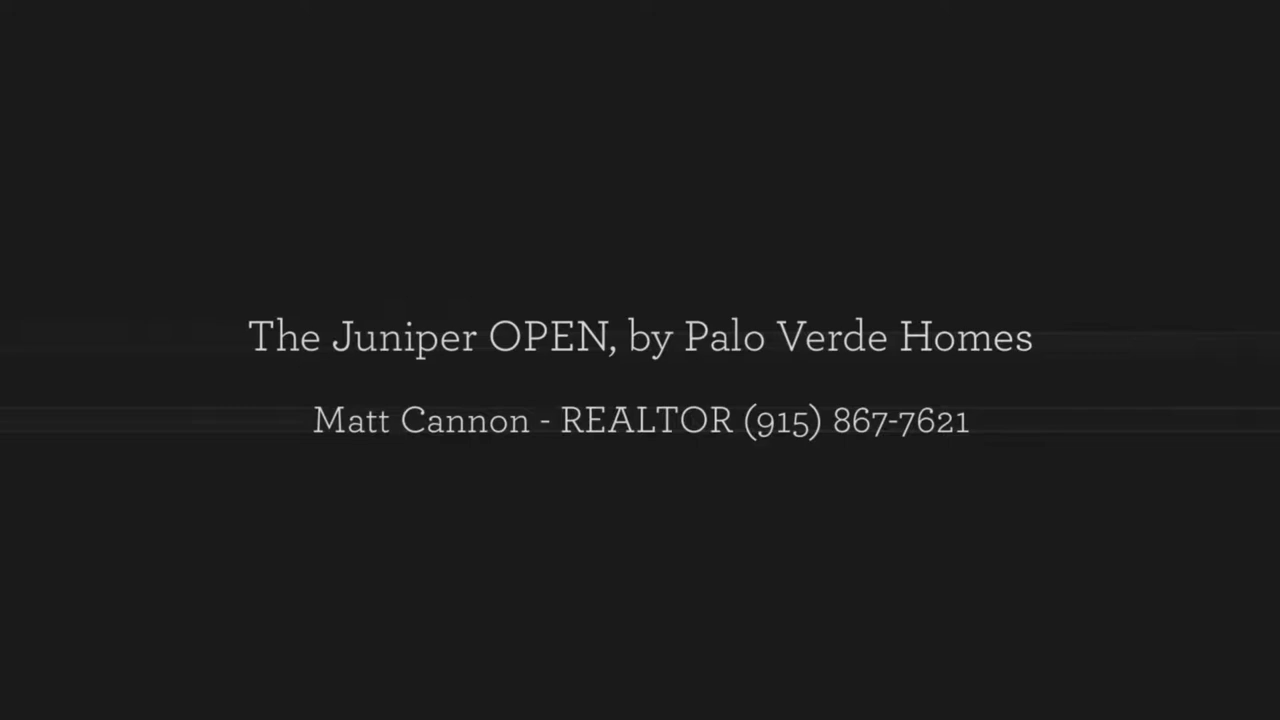 The Juniper OPEN, by Palo Verde Homes
Matt Cannon - REALTOR (915) 867-7621